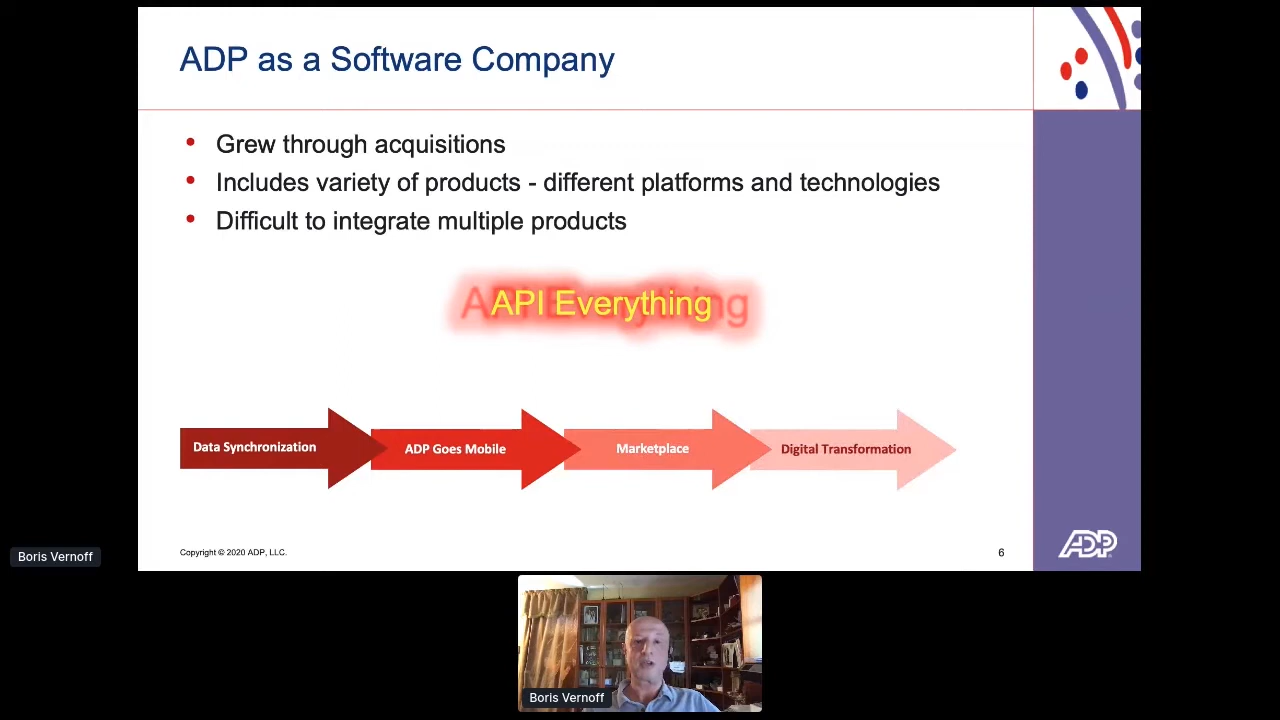 ADP as a Software Company
• Grew through acquisitions
• Includes variety of products - different platforms and technologies
• Difficult to integrate multiple products
API Everything
Data Synchronization
ADP Goes Mobile
Marketplace
Digital Transformation
Copyright © 2020 ADP, LLC.
6
ADP
Boris Vernoff
Boris Vernoff